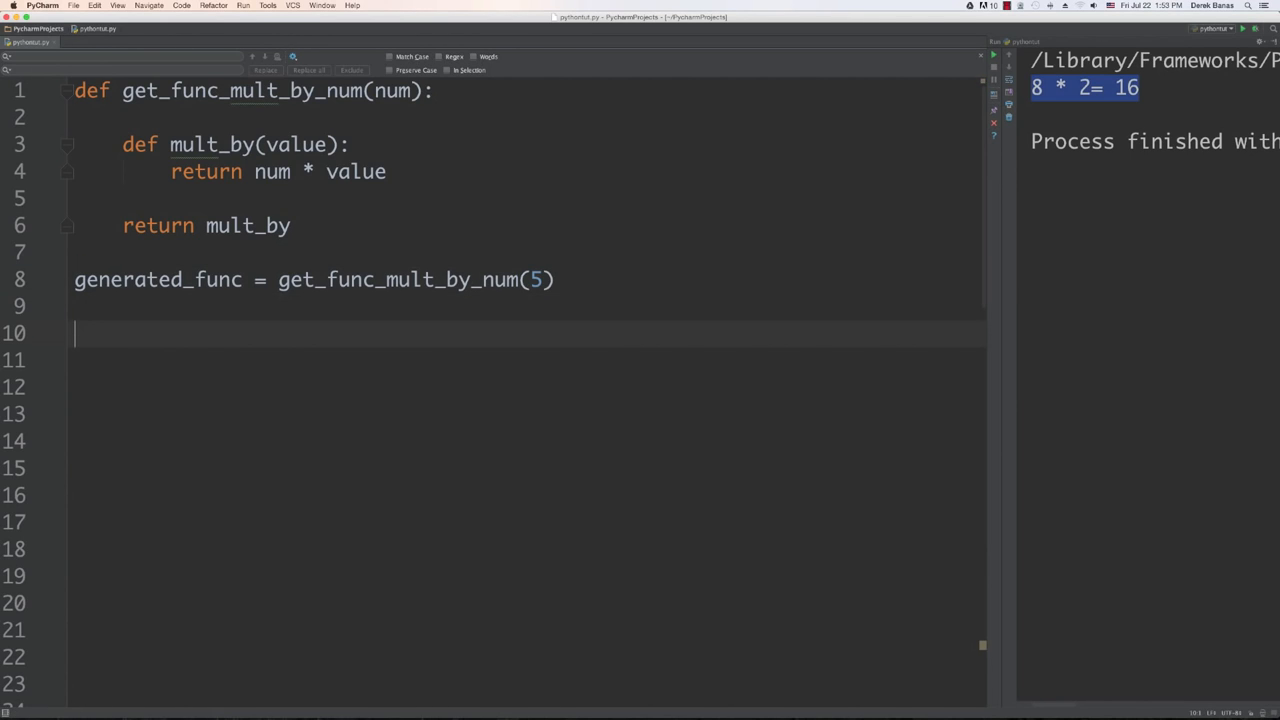 PyCharm File Edit View Navigate Code Refactor Run Tools VCS Window Help 10 Fri Jul 22 1:53 PM Derek Banas
pythontut.py - PycharmProjects - [~/PycharmProjects]
PycharmProjects pythontut.py pythontut
pythontut.py Run pythontut
Match Case Regex Words
Replace Replace all Exclude Preserve Case In Selection
1 def get_func_mult_by_num(num):
2
3 def mult_by(value):
4 return num * value
5
6 return mult_by
7
8 generated_func = get_func_mult_by_num(5)
9
10
11
12
13
14
15
16
17
18
19
20
21
22
23
/Library/Frameworks/P
8 * 2= 16
Process finished with
10:1 LF÷ UTF-8÷